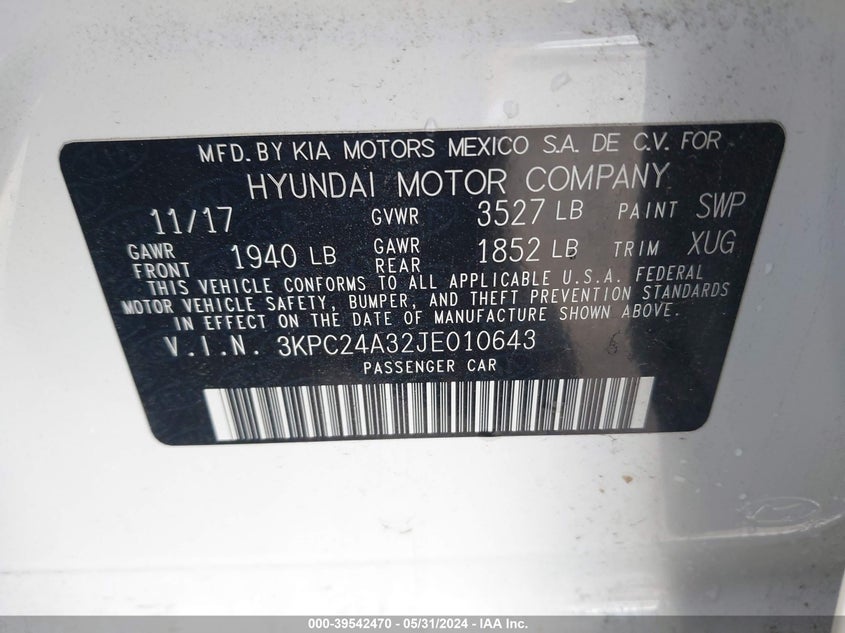 MFD. BY KIA MOTORS MEXICO S.A. DE C.V. FOR
HYUNDAI MOTOR COMPANY
11/17 GVWR 3527 LB PAINT SWP
GAWR FRONT 1940 LB GAWR REAR 1852 LB TRIM XUG
THIS VEHICLE CONFORMS TO ALL APPLICABLE U.S.A. FEDERAL
MOTOR VEHICLE SAFETY, BUMPER, AND THEFT PREVENTION STANDARDS
IN EFFECT ON THE DATE OF MANUFACTURE SHOWN ABOVE.
V.I.N. 3KPC24A32JE010643
PASSENGER CAR
000-39542470 - 05/31/2024 - IAA Inc.